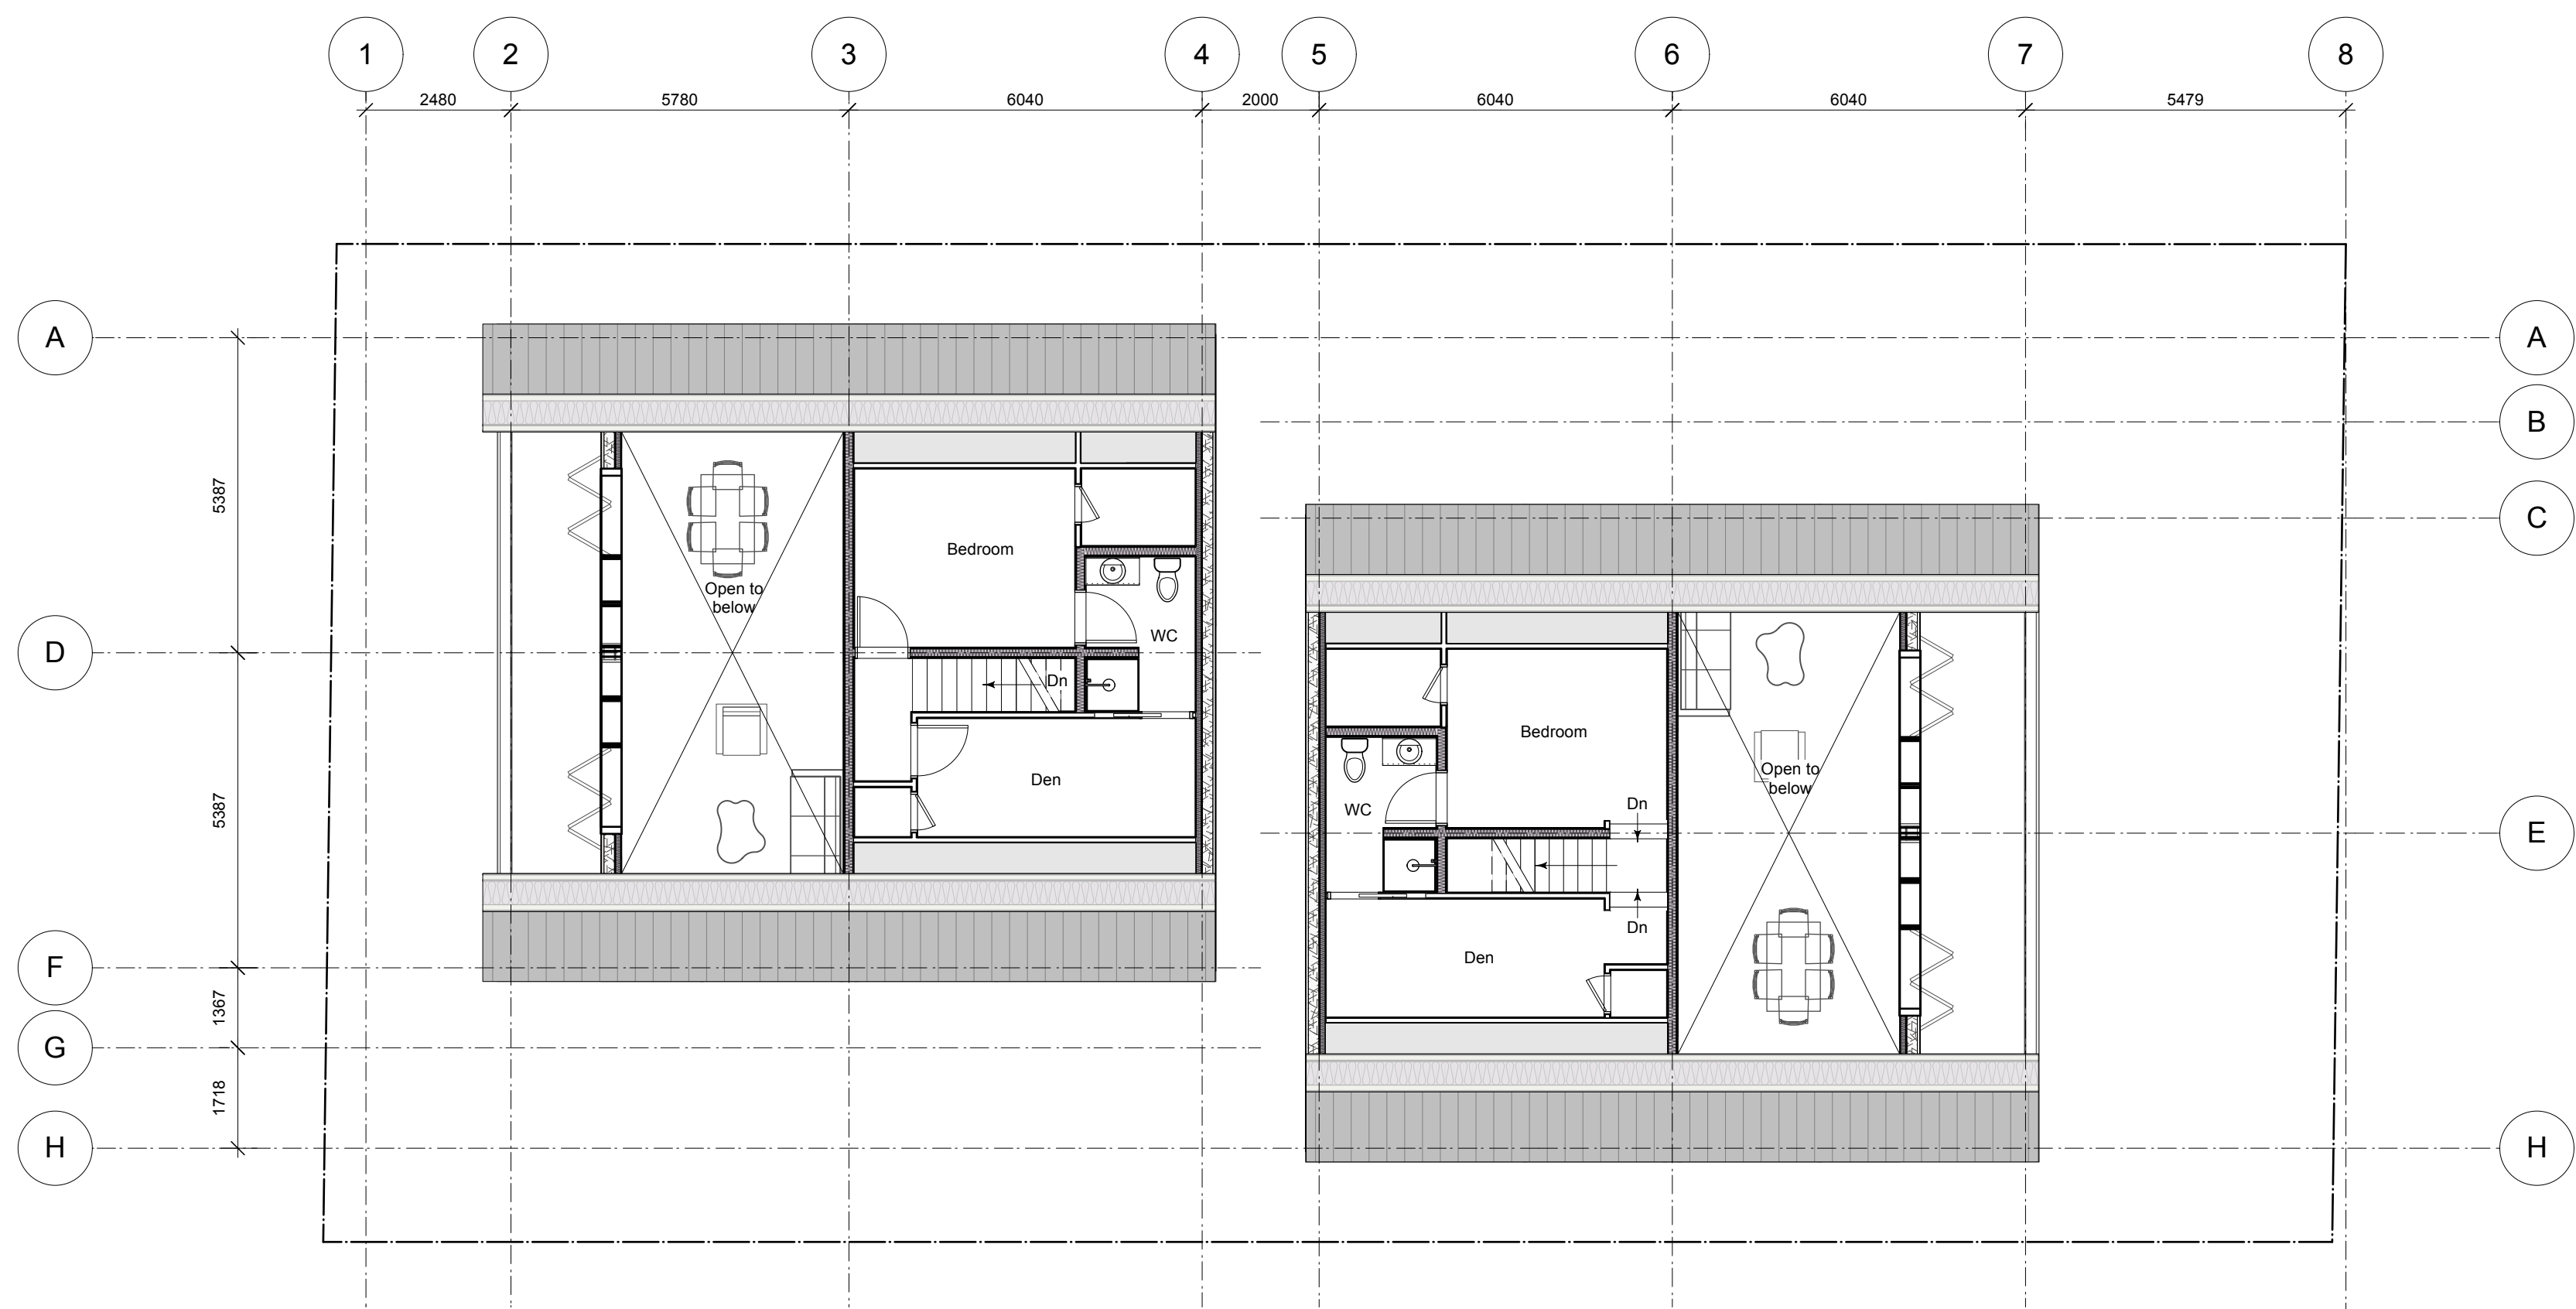 1 2 3 4 5 6 7 8
2480 5780 6040 2000 6040 6040 5479
A A
B
C
5387
Bedroom
Open to
below
WC
D
Dn
Bedroom
Open to
below
Den
5387
Dn
WC
E
Dn
Den
F
1367
G
1718
H H